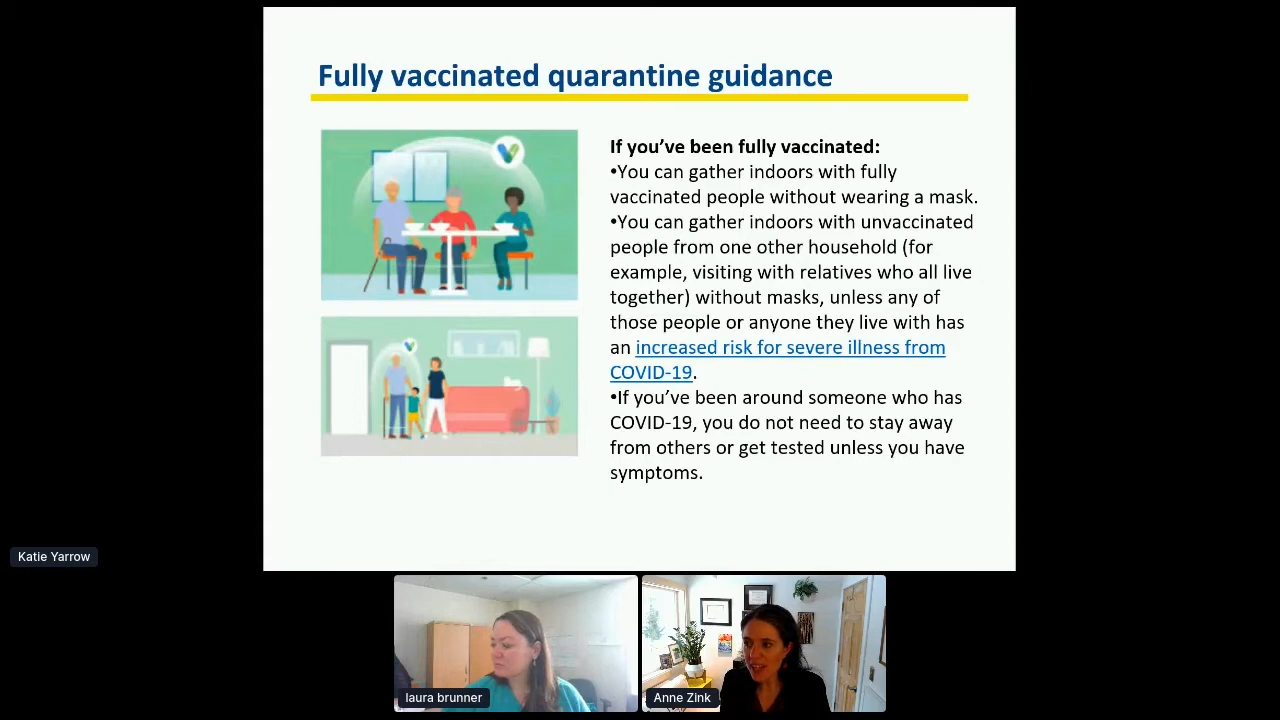 Fully vaccinated quarantine guidance
If you’ve been fully vaccinated:
•You can gather indoors with fully
vaccinated people without wearing a mask.
•You can gather indoors with unvaccinated
people from one other household (for
example, visiting with relatives who all live
together) without masks, unless any of
those people or anyone they live with has
an increased risk for severe illness from
COVID-19.
•If you’ve been around someone who has
COVID-19, you do not need to stay away
from others or get tested unless you have
symptoms.
Katie Yarrow
laura brunner
Anne Zink